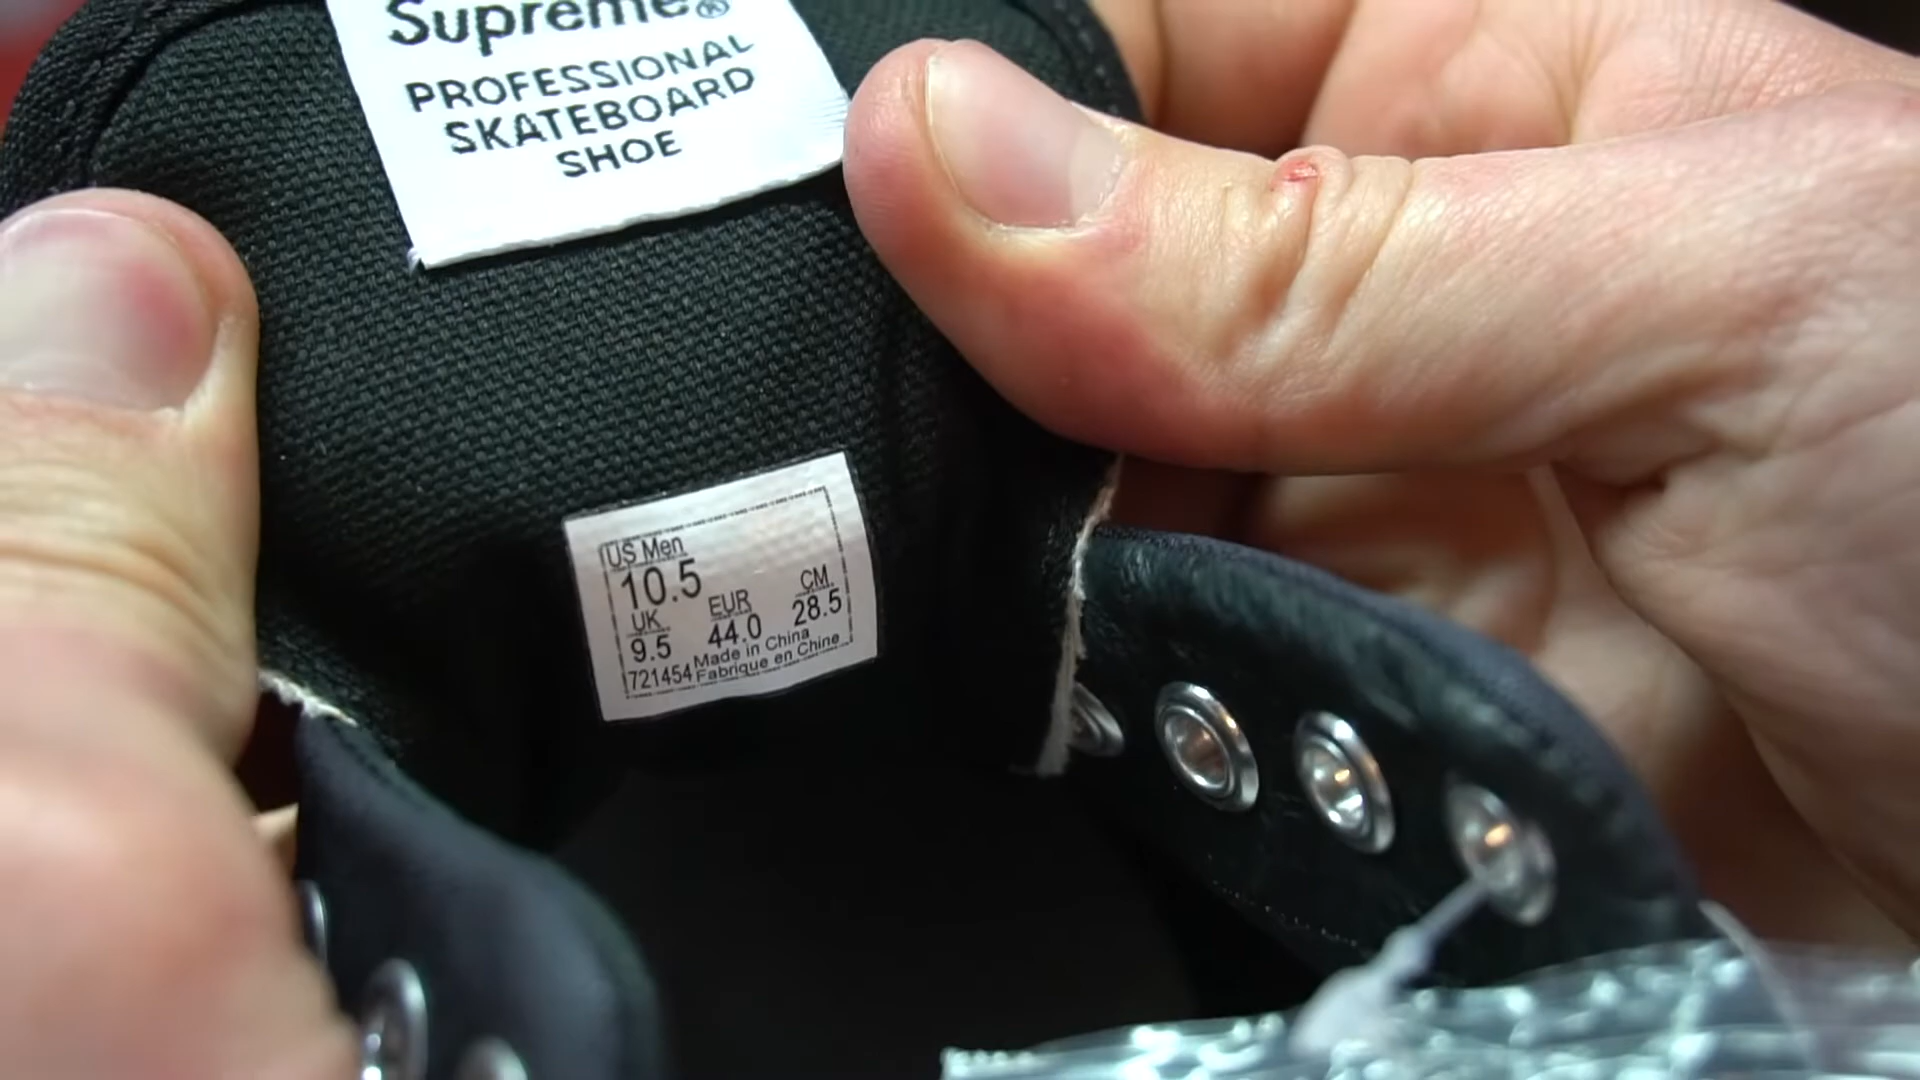 Supreme®
PROFESSIONAL
SKATEBOARD
SHOE
US Men
10.5
UK EUR CM
9.5 44.0 28.5
721454 Made in China
Fabrique en Chine